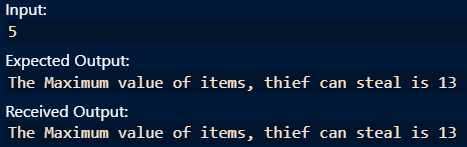 Input:
5
Expected Output:
The Maximum value of items, thief can steal is 13
Received Output:
The Maximum value of items, thief can steal is 13